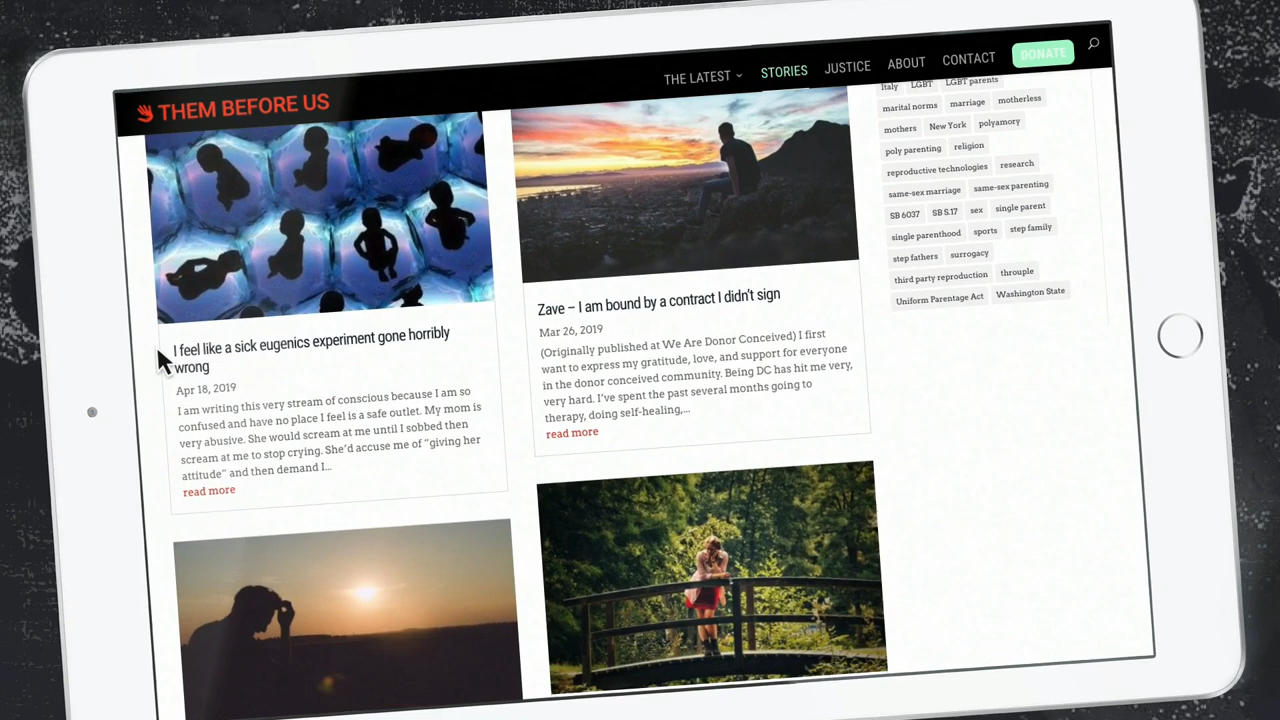 THEM BEFORE US
THE LATEST
STORIES
JUSTICE
ABOUT
CONTACT
DONATE
I feel like a sick eugenics experiment gone horribly
wrong
Apr 18, 2019
I am writing this very stream of conscious because I am so
confused and have no place I feel is a safe outlet. My mom is
very abusive. She would scream at me until I sobbed then
scream at me to stop crying. She'd accuse me of "giving her
attitude" and then demand I...
read more
Zave – I am bound by a contract I didn't sign
Mar 26, 2019
(Originally published at We Are Donor Conceived) I first
want to express my gratitude, love, and support for everyone
in the donor conceived community. Being DC has hit me very,
very hard. I've spent the past several months going to
therapy, doing self-healing,...
read more
Italy LGBT LGBT parents
marital norms marriage motherless
mothers New York polyamory
poly parenting religion
reproductive technologies research
same-sex marriage same-sex parenting
SB 6037 SB S.17 sex single parent
single parenthood sports step family
step fathers surrogacy
third party reproduction throuple
Uniform Parentage Act Washington State